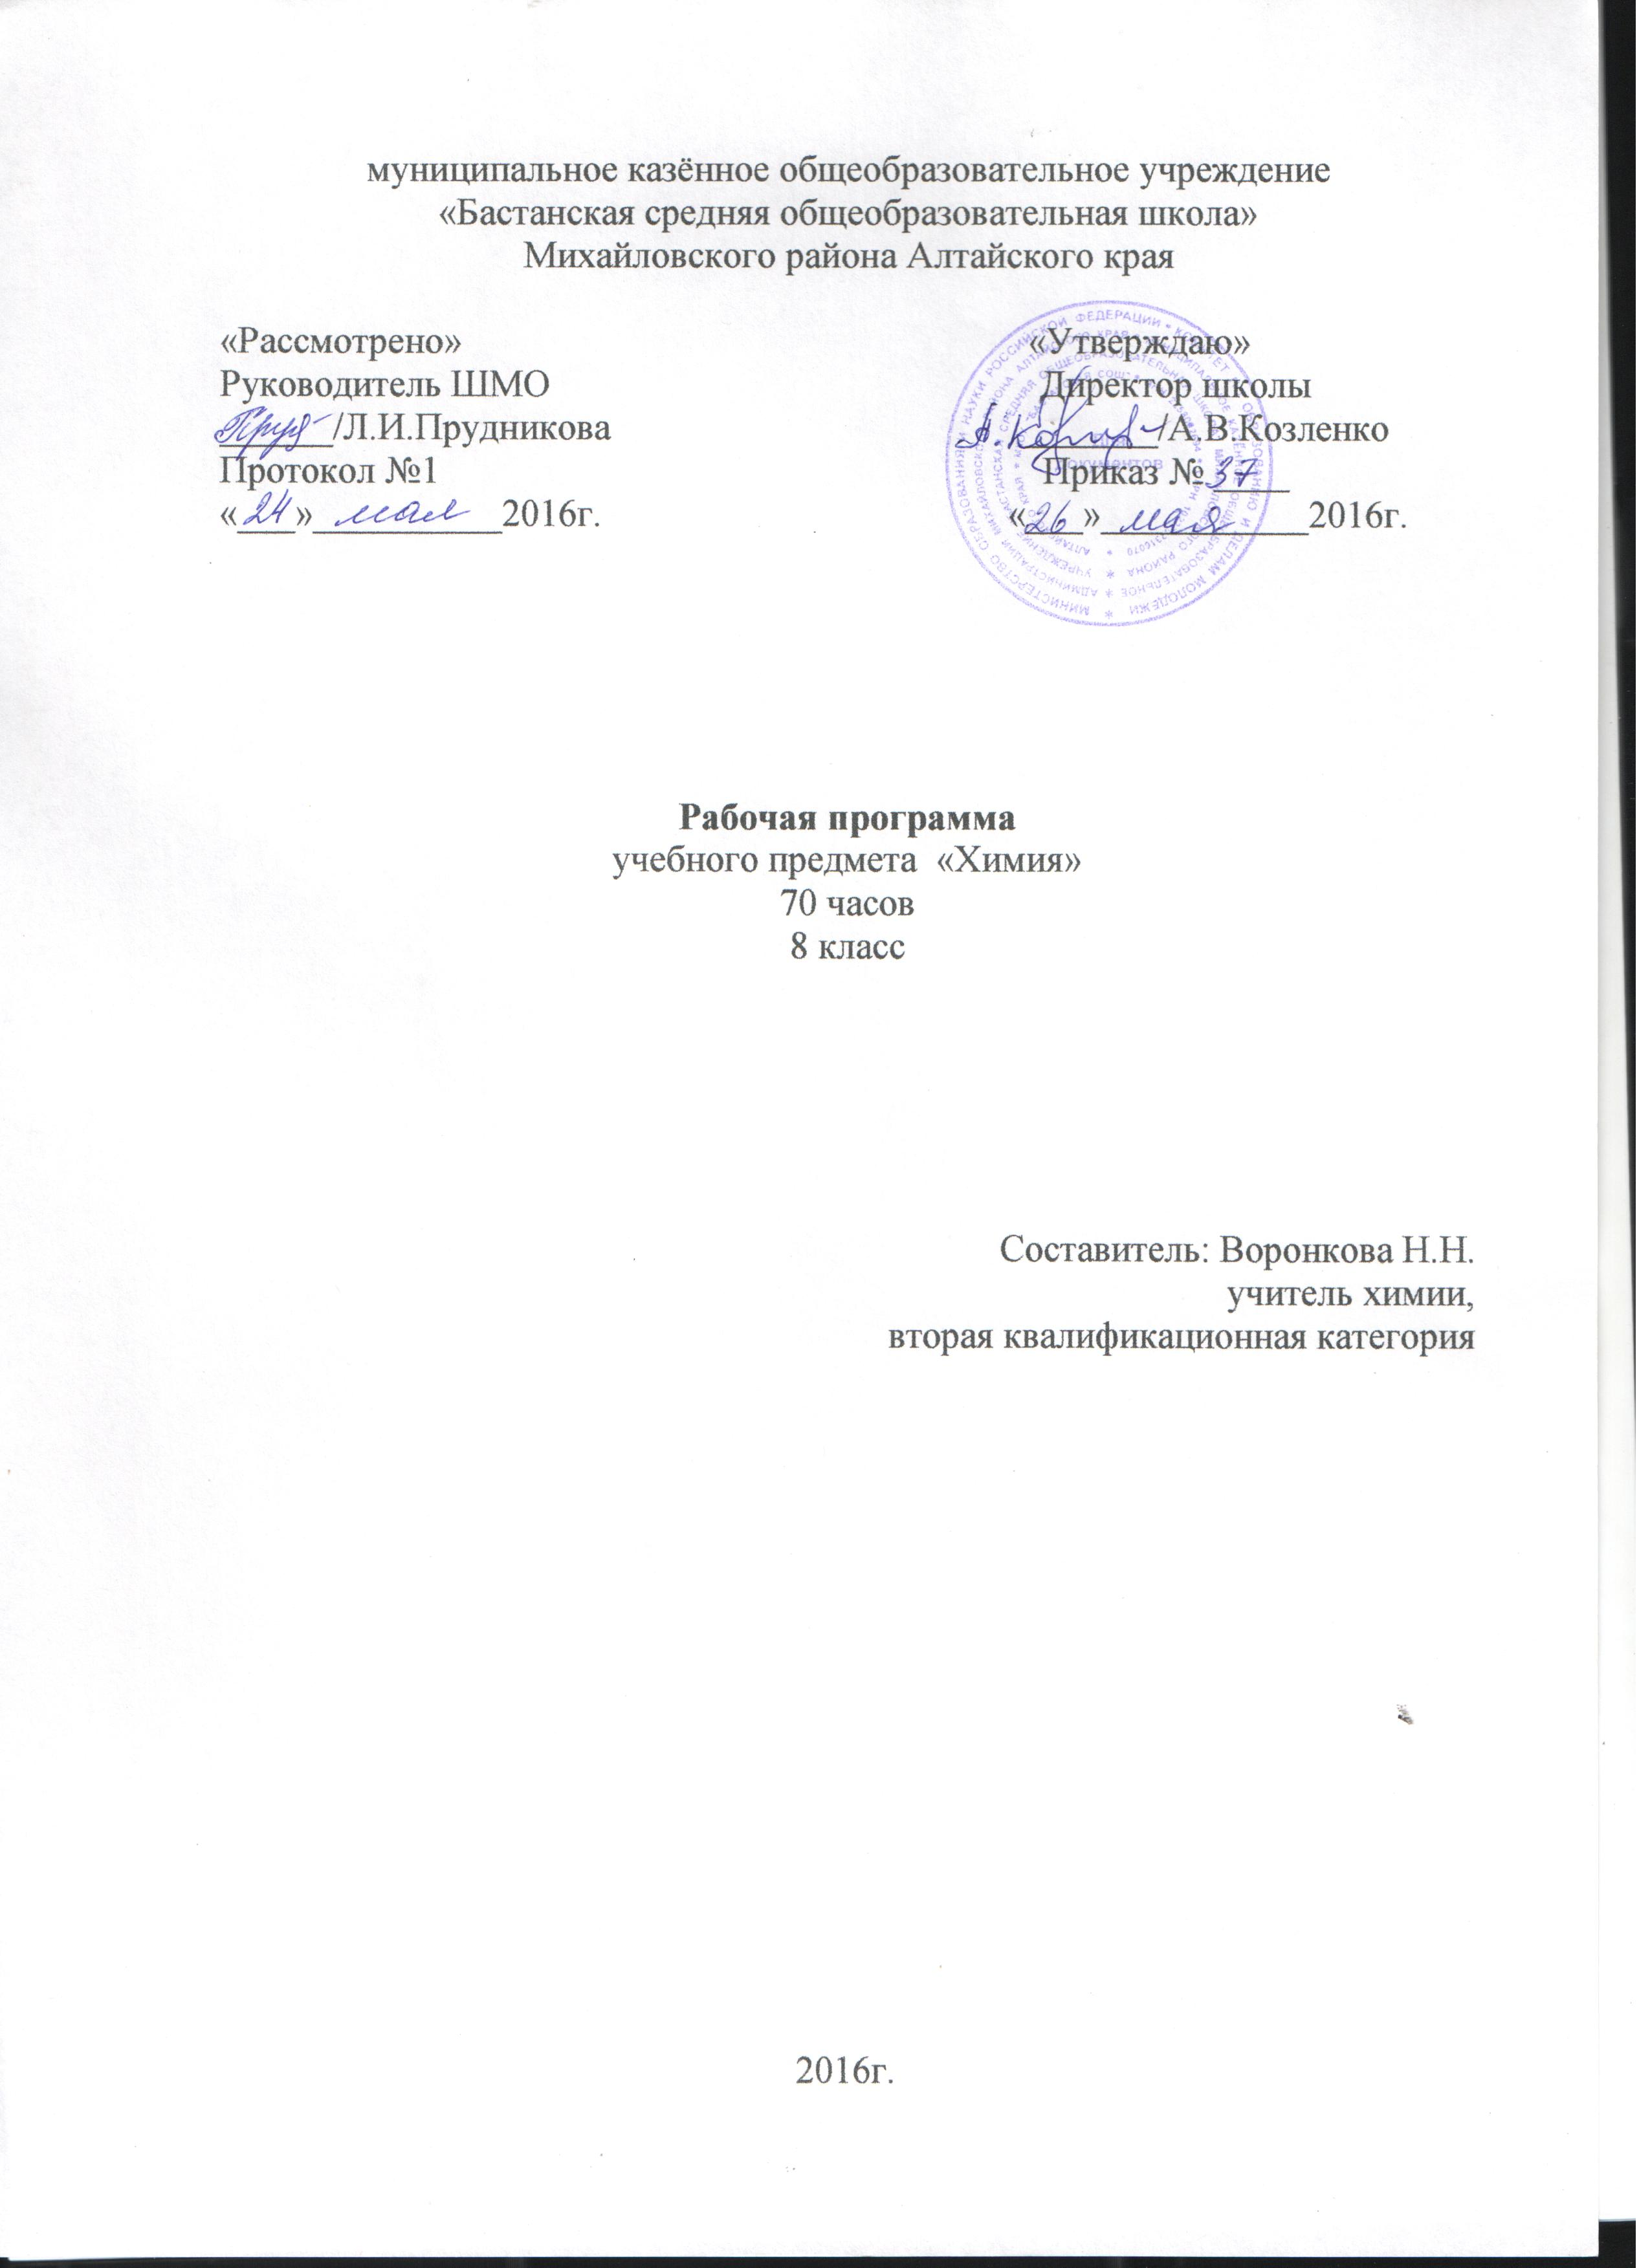 муниципальное казённое общеобразовательное учреждение
«Бастанская средняя общеобразовательная школа»
Михайловского района Алтайского края
«Рассмотрено»
Руководитель ШМО
/Л.И.Прудникова
Протокол №1
«24» мая 2016г.
«Утверждаю»
Директор школы
/А.В.Козленко
Приказ № 37
«26» мая 2016г.
Рабочая программа
учебного предмета «Химия»
70 часов
8 класс
Составитель: Воронкова Н.Н.
учитель химии,
вторая квалификационная категория
2016г.